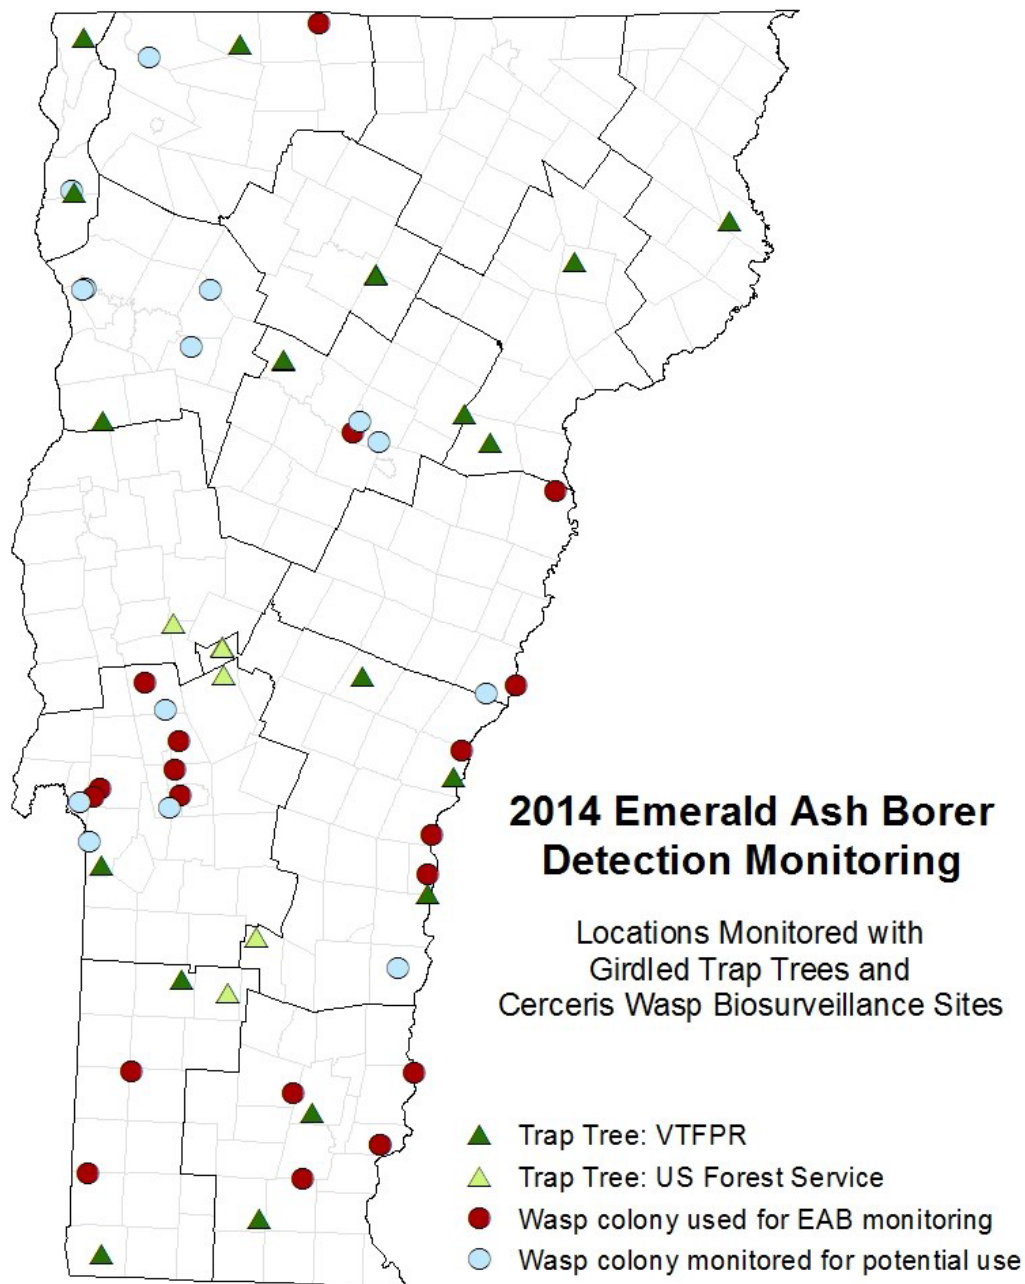 2014 Emerald Ash Borer
Detection Monitoring
Locations Monitored with
Girdled Trap Trees and
Cerceris Wasp Biosurveillance Sites
Trap Tree: VTFPR
Trap Tree: US Forest Service
Wasp colony used for EAB monitoring
Wasp colony monitored for potential use